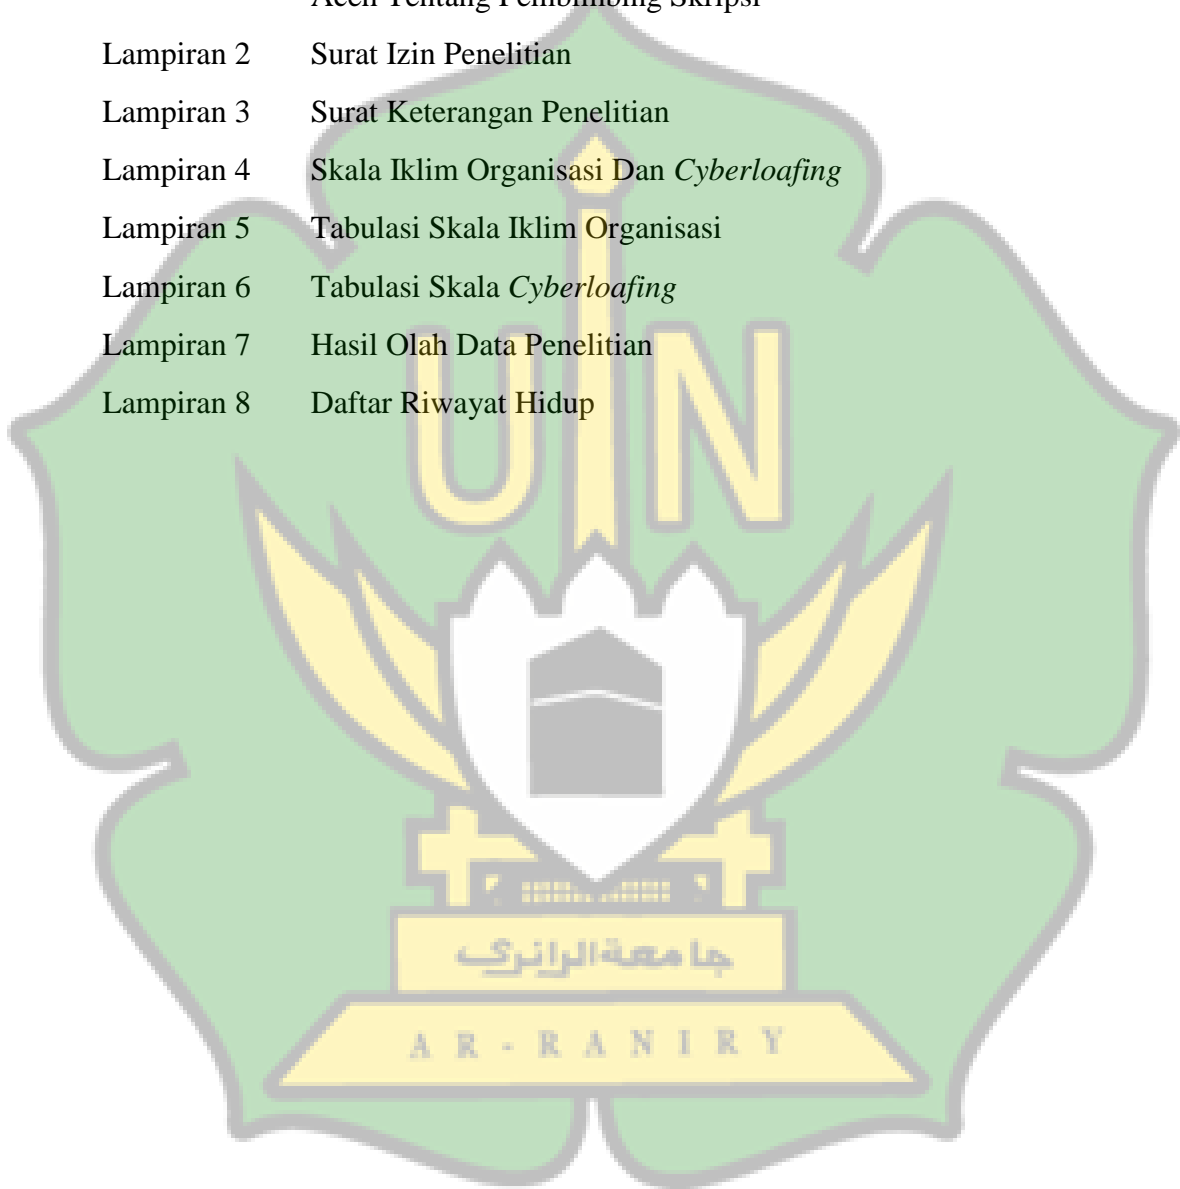 Aceh Tentang Pembimbing Skripsi
Lampiran 2 Surat Izin Penelitian
Lampiran 3 Surat Keterangan Penelitian
Lampiran 4 Skala Iklim Organisasi Dan Cyberloafing
Lampiran 5 Tabulasi Skala Iklim Organisasi
Lampiran 6 Tabulasi Skala Cyberloafing
Lampiran 7 Hasil Olah Data Penelitian
Lampiran 8 Daftar Riwayat Hidup
UIN
جامعة الرانري
AR-RANIRY